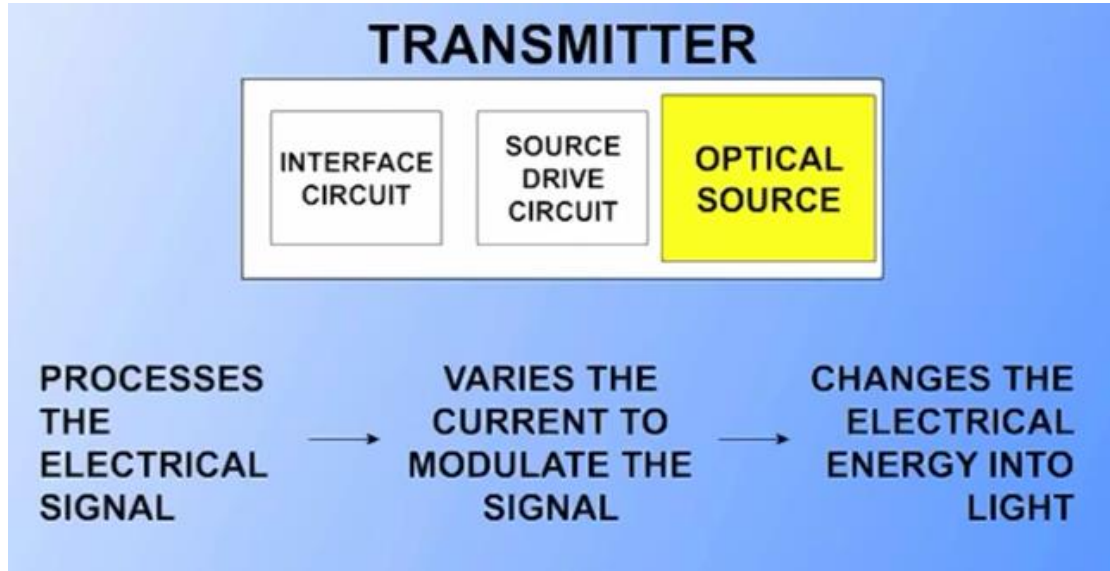 TRANSMITTER
INTERFACE
CIRCUIT
SOURCE
DRIVE
CIRCUIT
OPTICAL
SOURCE
PROCESSES
THE
ELECTRICAL
SIGNAL
VARIES THE
CURRENT TO
MODULATE THE
SIGNAL
CHANGES THE
ELECTRICAL
ENERGY INTO
LIGHT